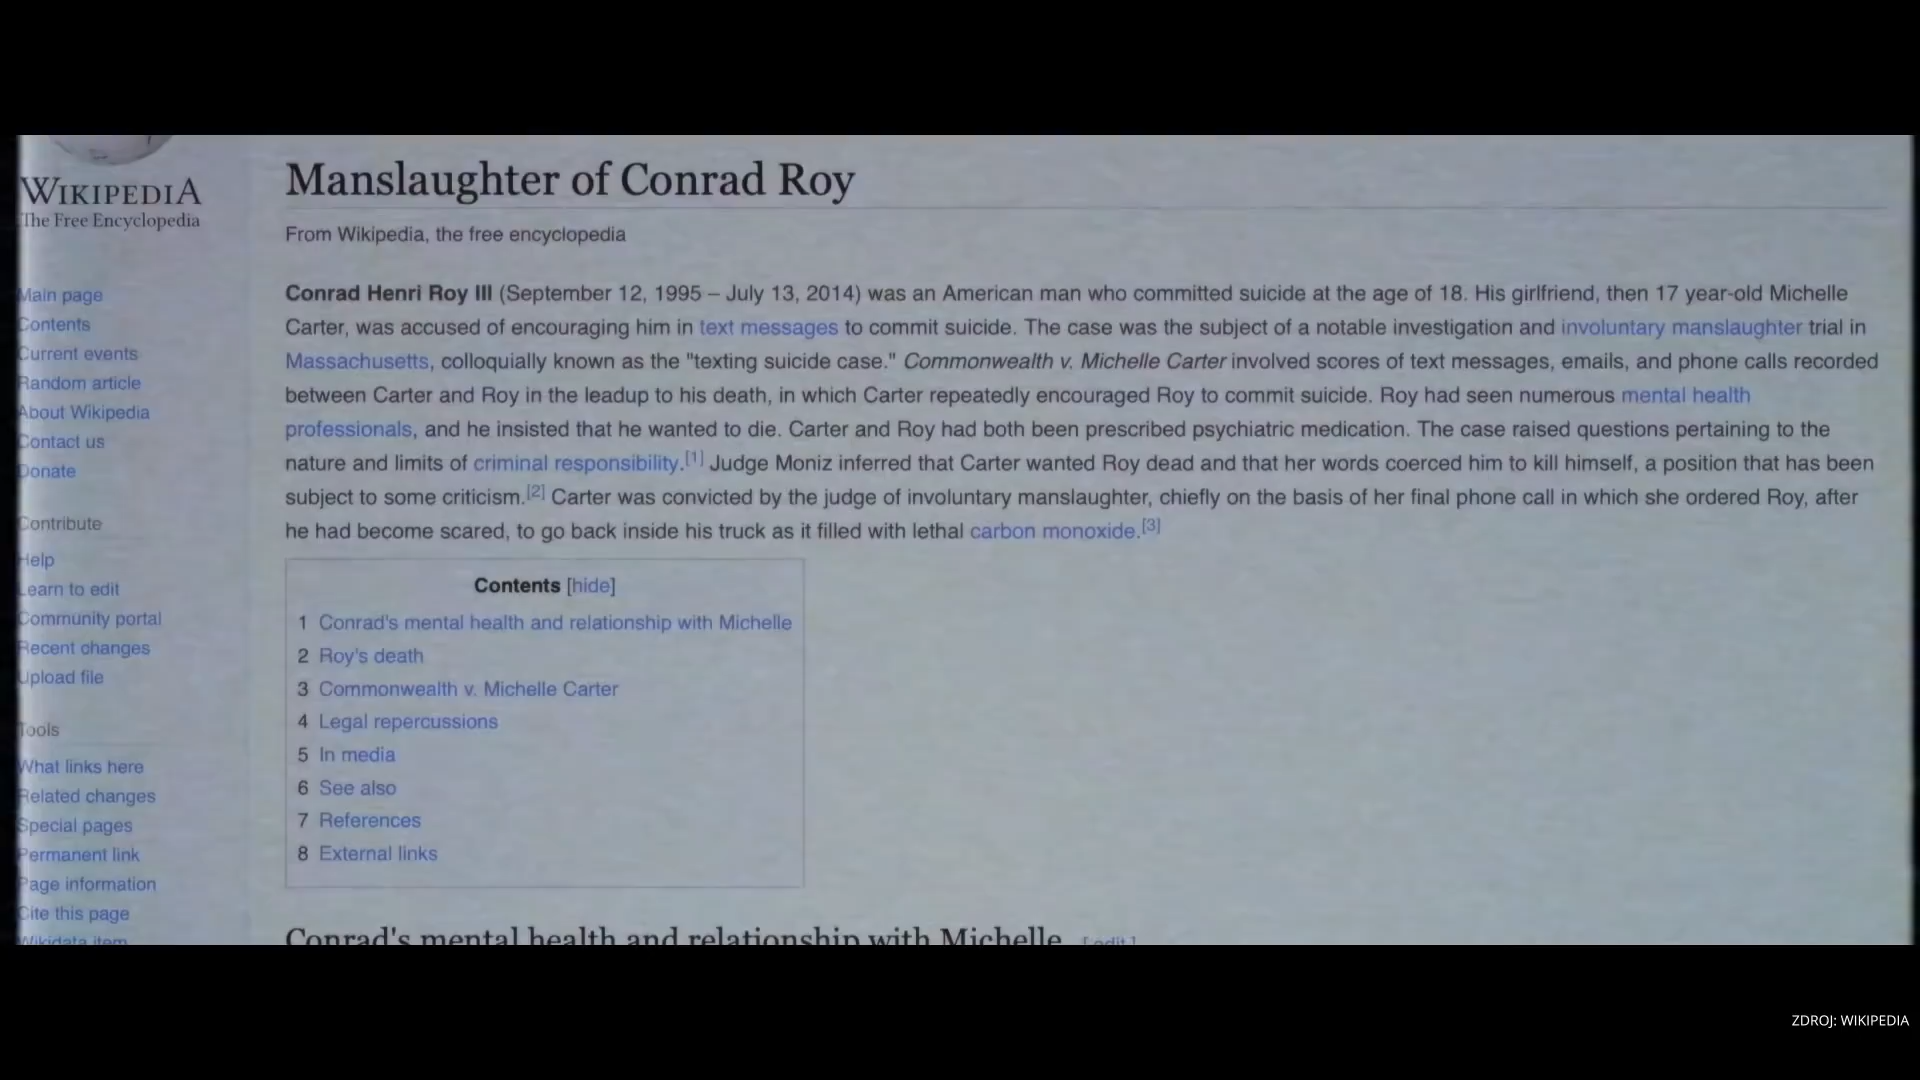 WIKIPEDIA
The Free Encyclopedia
Main page
Contents
Current events
Random article
About Wikipedia
Contact us
Donate
Contribute
Help
Learn to edit
Community portal
Recent changes
Upload file
Tools
What links here
Related changes
Special pages
Permanent link
Page information
Cite this page
Wikidata item
Manslaughter of Conrad Roy
From Wikipedia, the free encyclopedia
Conrad Henri Roy III (September 12, 1995 – July 13, 2014) was an American man who committed suicide at the age of 18. His girlfriend, then 17 year-old Michelle
Carter, was accused of encouraging him in text messages to commit suicide. The case was the subject of a notable investigation and involuntary manslaughter trial in
Massachusetts, colloquially known as the "texting suicide case." Commonwealth v. Michelle Carter involved scores of text messages, emails, and phone calls recorded
between Carter and Roy in the leadup to his death, in which Carter repeatedly encouraged Roy to commit suicide. Roy had seen numerous mental health
professionals, and he insisted that he wanted to die. Carter and Roy had both been prescribed psychiatric medication. The case raised questions pertaining to the
nature and limits of criminal responsibility.[1] Judge Moniz inferred that Carter wanted Roy dead and that her words coerced him to kill himself, a position that has been
subject to some criticism.[2] Carter was convicted by the judge of involuntary manslaughter, chiefly on the basis of her final phone call in which she ordered Roy, after
he had become scared, to go back inside his truck as it filled with lethal carbon monoxide.[3]
Contents [hide]
1 Conrad's mental health and relationship with Michelle
2 Roy's death
3 Commonwealth v. Michelle Carter
4 Legal repercussions
5 In media
6 See also
7 References
8 External links
Conrad's mental health and relationship with Michelle [edit]
ZDROJ: WIKIPEDIA